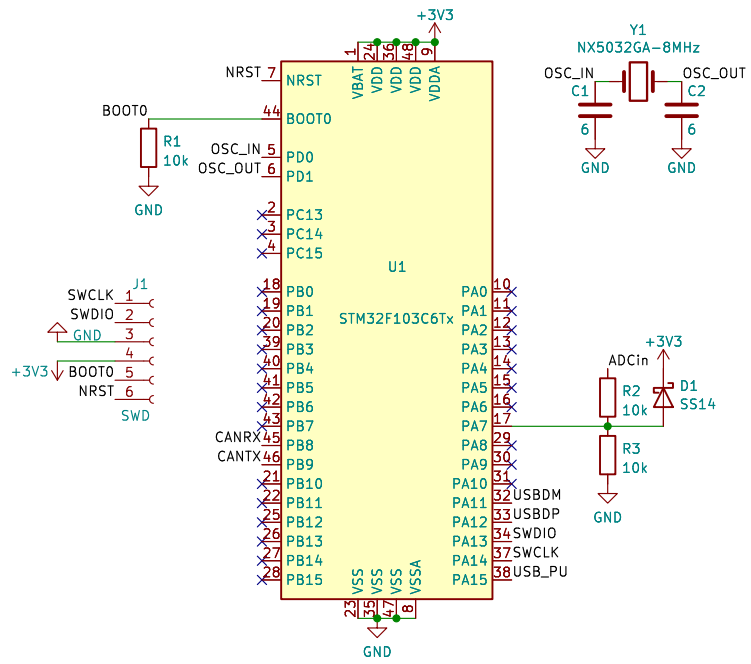 +3V3
Y1
NX5032GA-8MHz
OSC_IN
OSC_OUT
C1
6
C2
6
GND
GND
1
24
36
48
9
VBAT
VDD
VDD
VDD
VDDA
NRST 7 NRST
BOOT0
44 BOOT0
R1
10k
GND
OSC_IN 5 PD0
OSC_OUT 6 PD1
2 PC13
3 PC14
4 PC15
U1
STM32F103C6Tx
18 PB0
19 PB1
20 PB2
39 PB3
40 PB4
41 PB5
42 PB6
43 PB7
CANRX 45 PB8
CANTX 46 PB9
21 PB10
22 PB11
25 PB12
26 PB13
27 PB14
28 PB15
PA0 10
PA1 11
PA2 12
PA3 13
PA4 14
PA5 15
PA6 16
PA7 17
PA8 29
PA9 30
PA10 31
PA11 32 USBDM
PA12 33 USBDP
PA13 34 SWDIO
PA14 37 SWCLK
PA15 38 USB_PU
J1
SWCLK 1
SWDIO 2
GND 3
+3V3 4
BOOT0 5
NRST 6
SWD
+3V3
ADCin
R2
10k
D1
SS14
R3
10k
GND
VSS
VSS
VSS
VSSA
23
35
47
8
GND